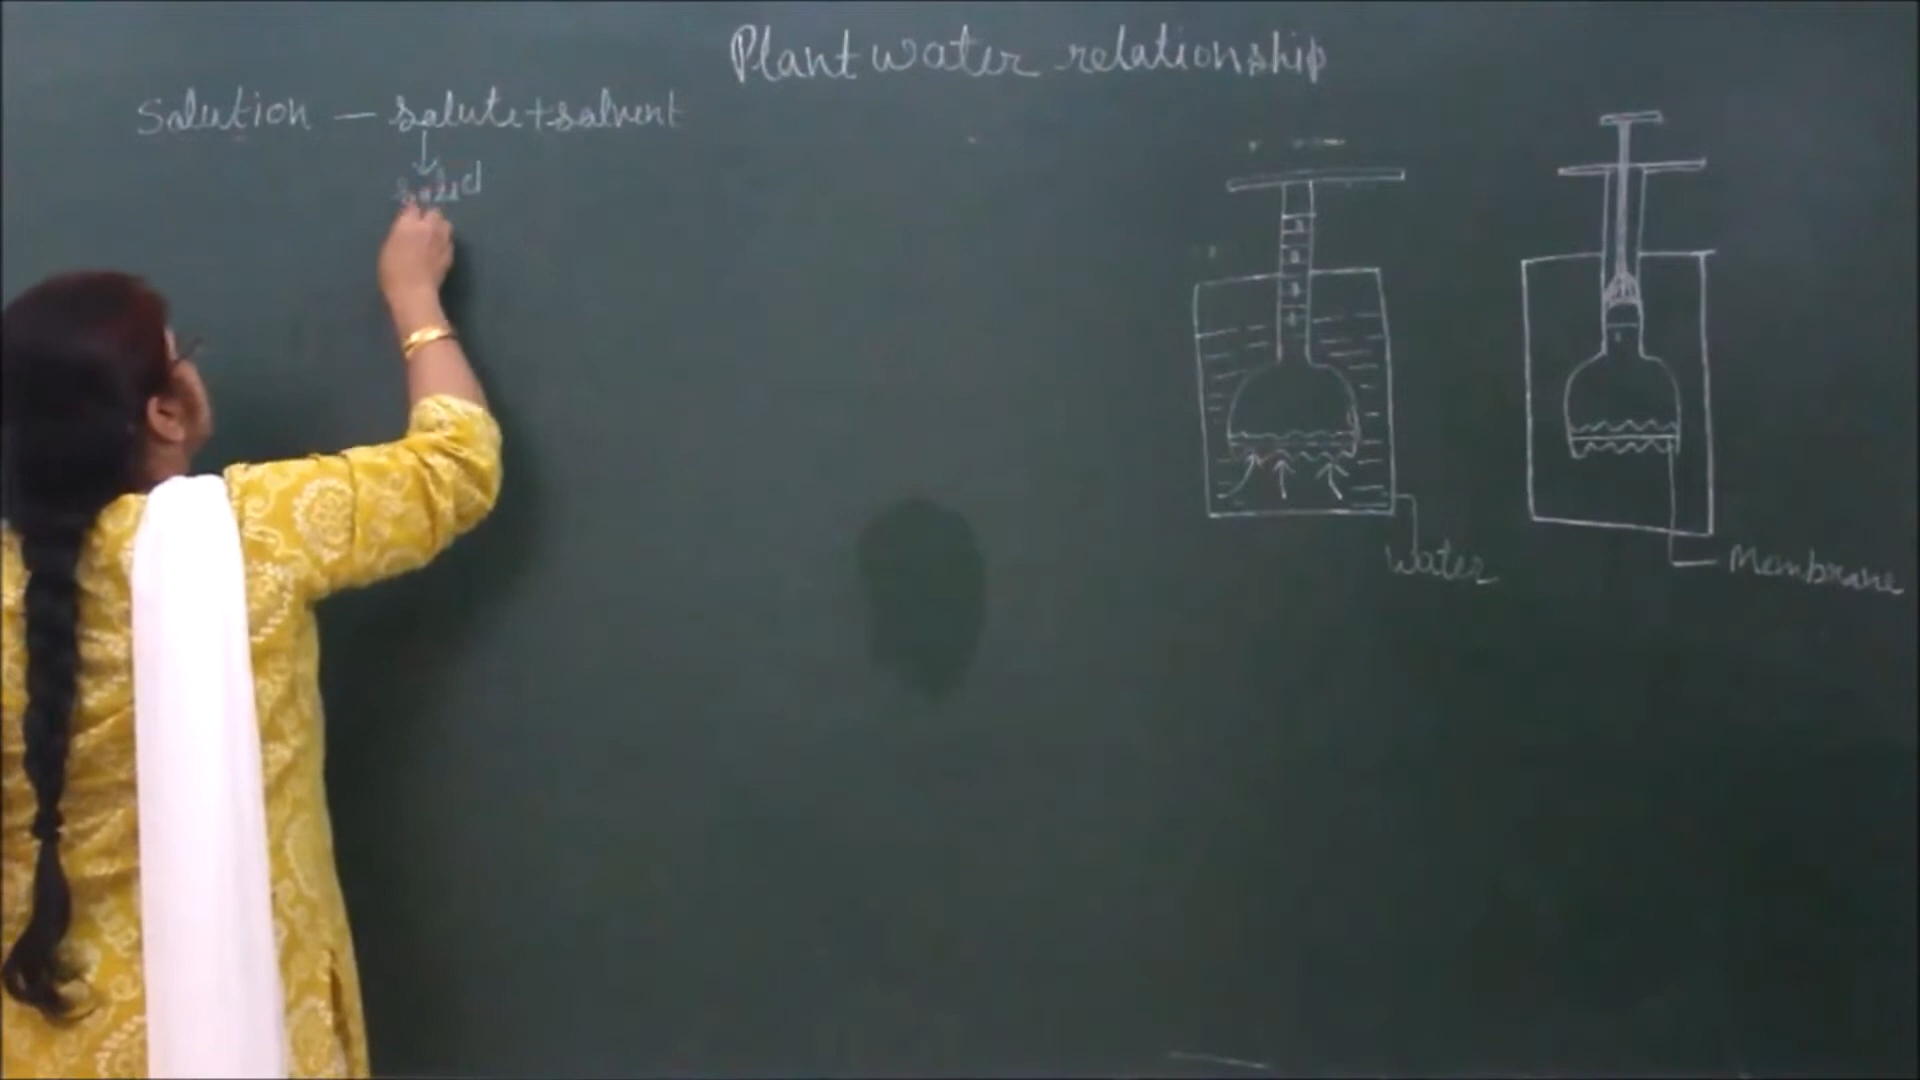 Plant water relationship
Solution — solute + solvent
solid
Water
Membrane